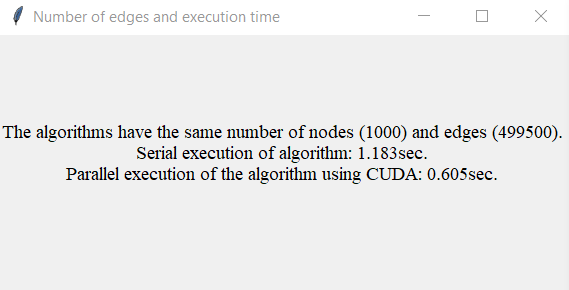 Number of edges and execution time
The algorithms have the same number of nodes (1000) and edges (499500).
Serial execution of algorithm: 1.183sec.
Parallel execution of the algorithm using CUDA: 0.605sec.